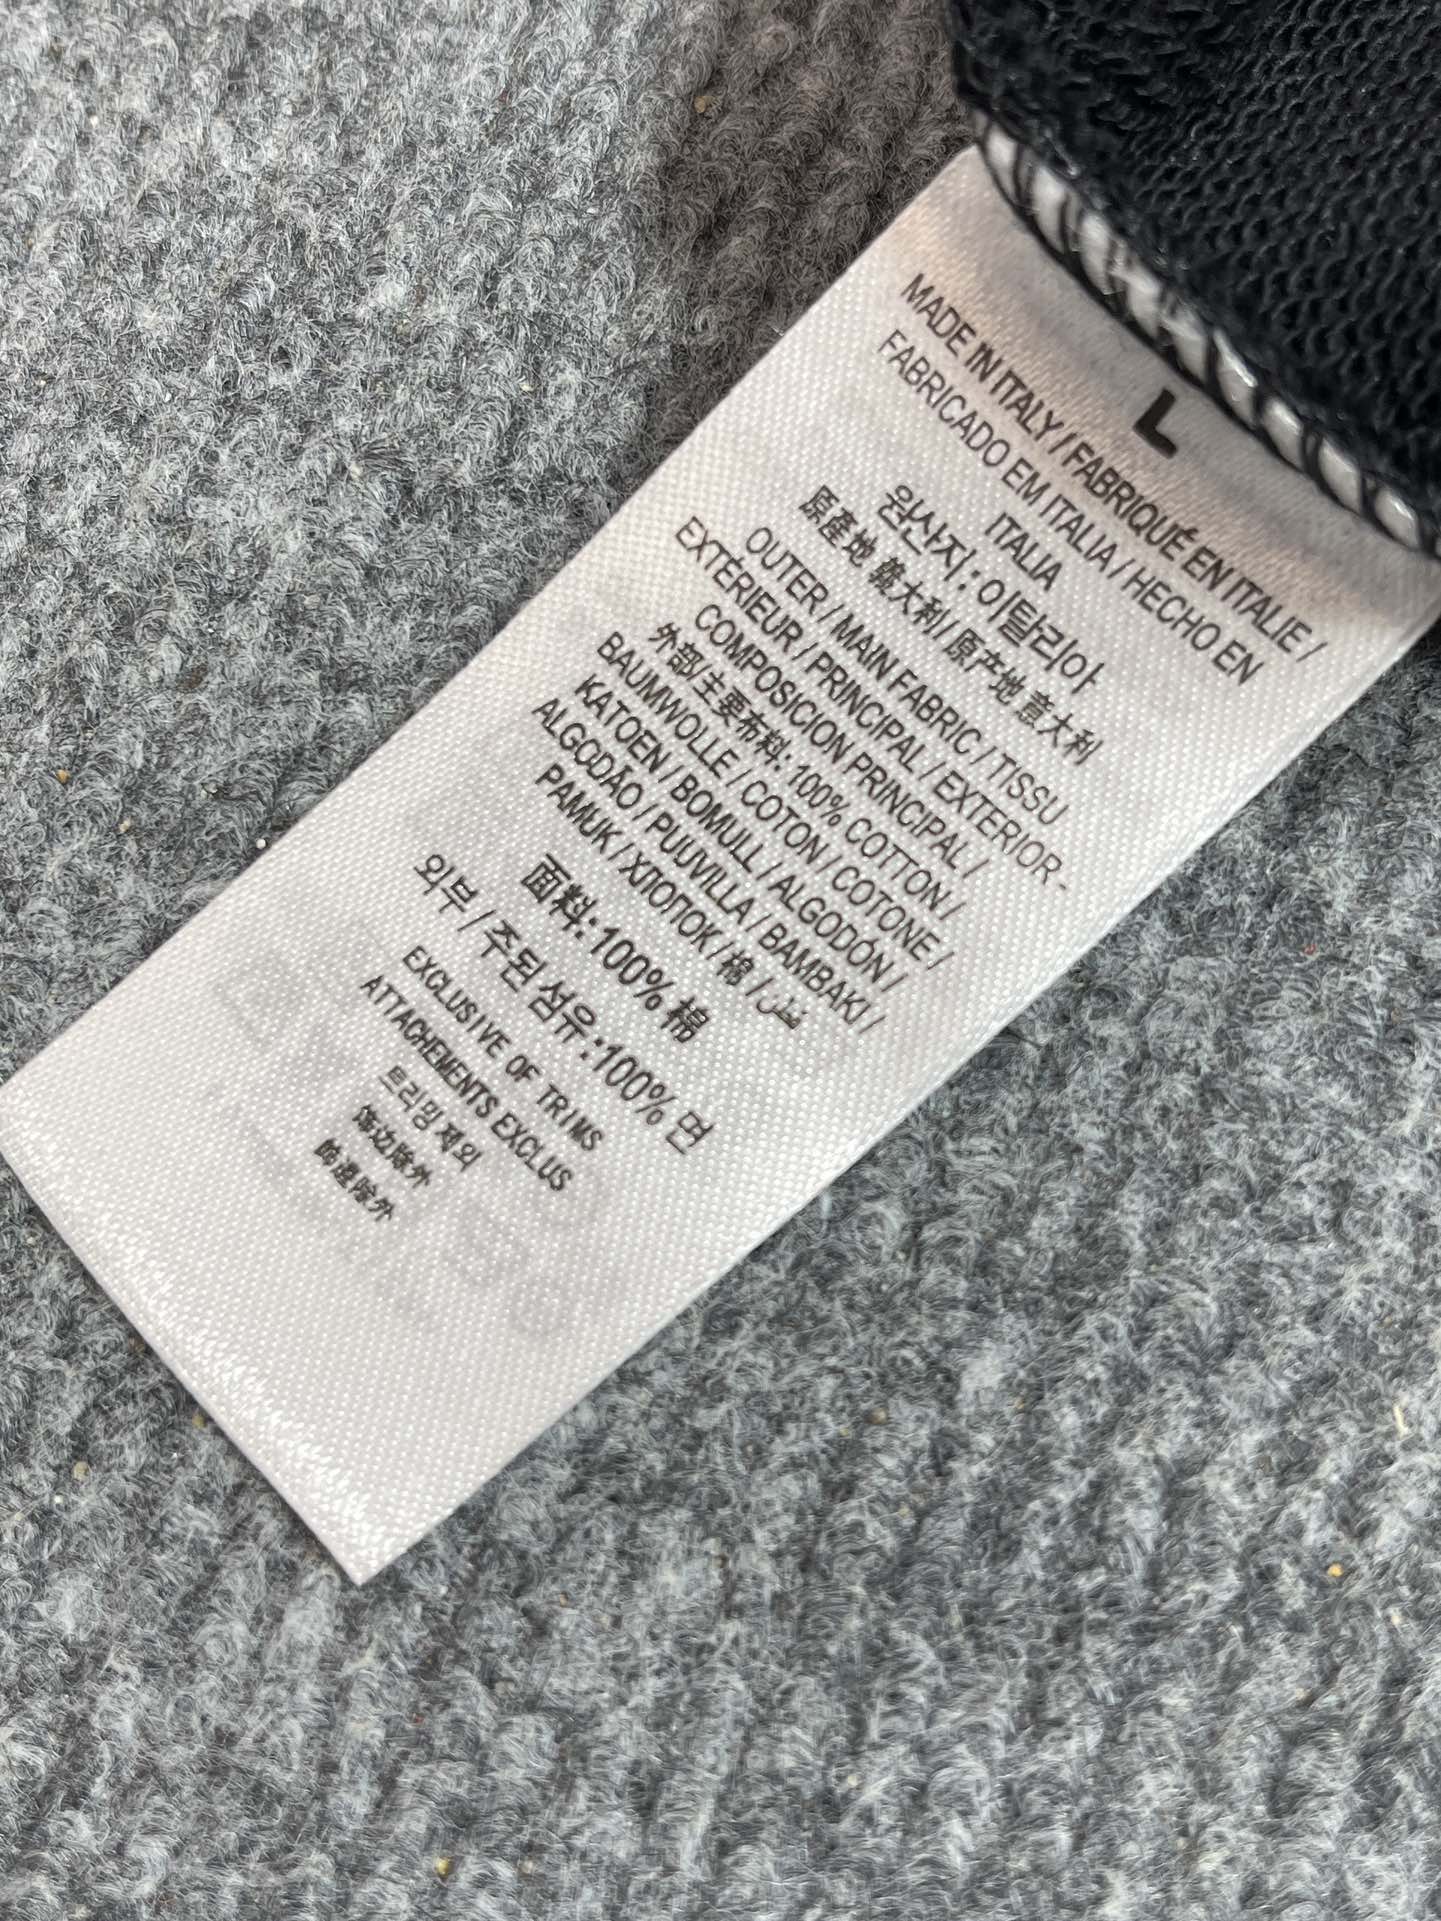 L
MADE IN ITALY / FABRIQUÉ EN ITALIE /
FABRICADO EM ITALIA / HECHO EN
ITALIA
원산지 : 이탈리아
原產地 義大利 / 原产地 意大利
OUTER / MAIN FABRIC / TISSU
EXTÉRIEUR / PRINCIPAL / EXTERIOR -
COMPOSICION PRINCIPAL /
外部/主要布料: 100% COTTON /
BAUMWOLLE / COTON / COTONE /
KATOEN / BOMULL / ALGODÓN /
ALGODÃO / PUUVILLA / BAMBAKI /
PAMUK / ХЛОПОК / 棉 / قطن
面料: 100% 棉
외부 / 주된 섬유 : 100% 면
EXCLUSIVE OF TRIMS
ATTACHEMENTS EXCLUS
트리밍 제외
饰边除外
飾邊除外